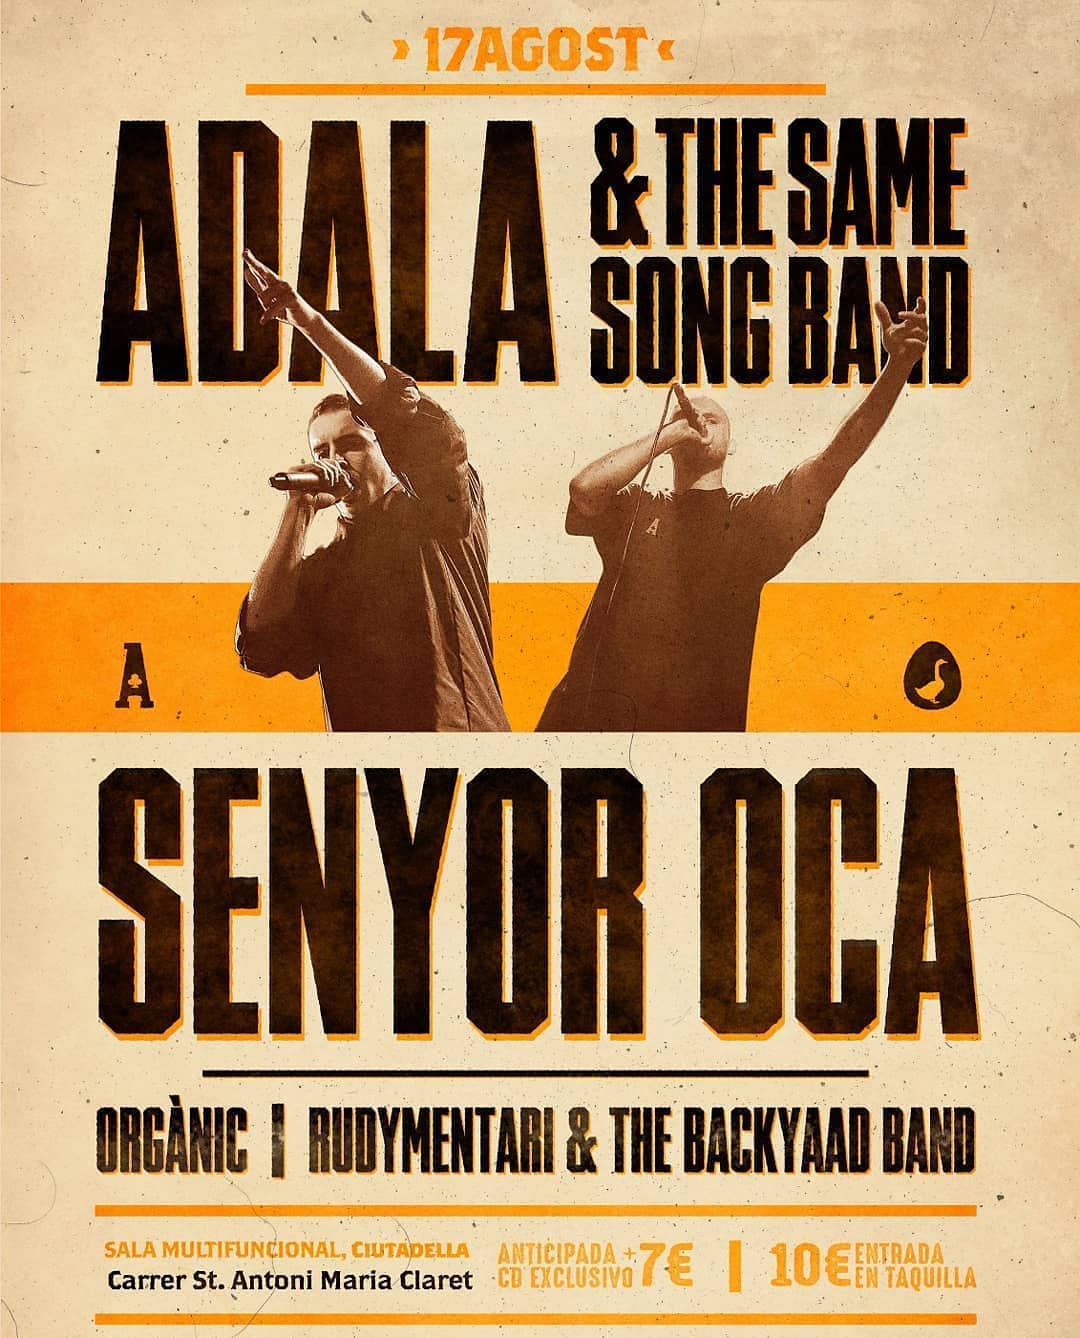 17AGOST
ADALA
& THE SAME
SONG BAND
A
A
SENYOR OCA
ORGÀNIC | RUDYMENTARI & THE BACKYAAD BAND
SALA MULTIFUNCIONAL, CIUTADELLA
Carrer St. Antoni Maria Claret
ANTICIPADA +
CD EXCLUSIVO
7€ | 10€
ENTRADA
EN TAQUILLA